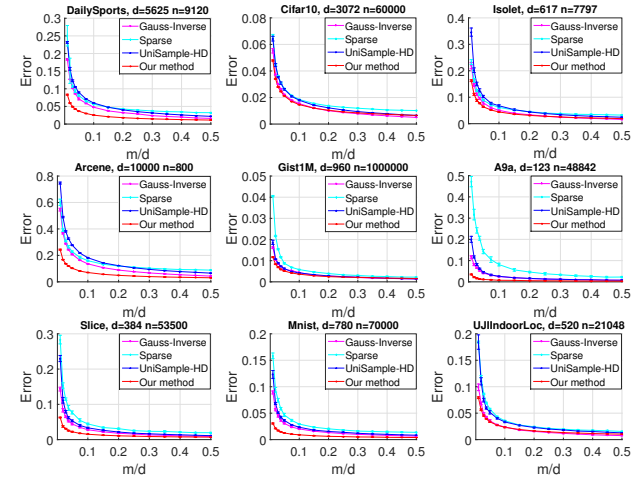 DailySports, d=5625 n=9120
Error
0.3
0.25
0.2
0.15
0.1
0.05
0
Gauss-Inverse
Sparse
UniSample-HD
Our method
0.1 0.2 0.3 0.4 0.5
m/d
Cifar10, d=3072 n=60000
Error
0.08
0.06
0.04
0.02
0
Gauss-Inverse
Sparse
UniSample-HD
Our method
0.1 0.2 0.3 0.4 0.5
m/d
Isolet, d=617 n=7797
Error
0.4
0.3
0.2
0.1
0
Gauss-Inverse
Sparse
UniSample-HD
Our method
0.1 0.2 0.3 0.4 0.5
m/d
Arcene, d=10000 n=800
Error
0.8
0.6
0.4
0.2
0
Gauss-Inverse
Sparse
UniSample-HD
Our method
0.1 0.2 0.3 0.4 0.5
m/d
Gist1M, d=960 n=1000000
Error
0.05
0.04
0.03
0.02
0.01
0
Gauss-Inverse
Sparse
UniSample-HD
Our method
0.1 0.2 0.3 0.4 0.5
m/d
A9a, d=123 n=48842
Error
0.5
0.4
0.3
0.2
0.1
0
Gauss-Inverse
Sparse
UniSample-HD
Our method
0.1 0.2 0.3 0.4 0.5
m/d
Slice, d=384 n=53500
Error
0.3
0.2
0.1
0
Gauss-Inverse
Sparse
UniSample-HD
Our method
0.1 0.2 0.3 0.4 0.5
m/d
Mnist, d=780 n=70000
Error
0.2
0.15
0.1
0.05
0
Gauss-Inverse
Sparse
UniSample-HD
Our method
0.1 0.2 0.3 0.4 0.5
m/d
UJIIndoorLoc, d=520 n=21048
Error
0.2
0.15
0.1
0.05
0
Gauss-Inverse
Sparse
UniSample-HD
Our method
0.1 0.2 0.3 0.4 0.5
m/d